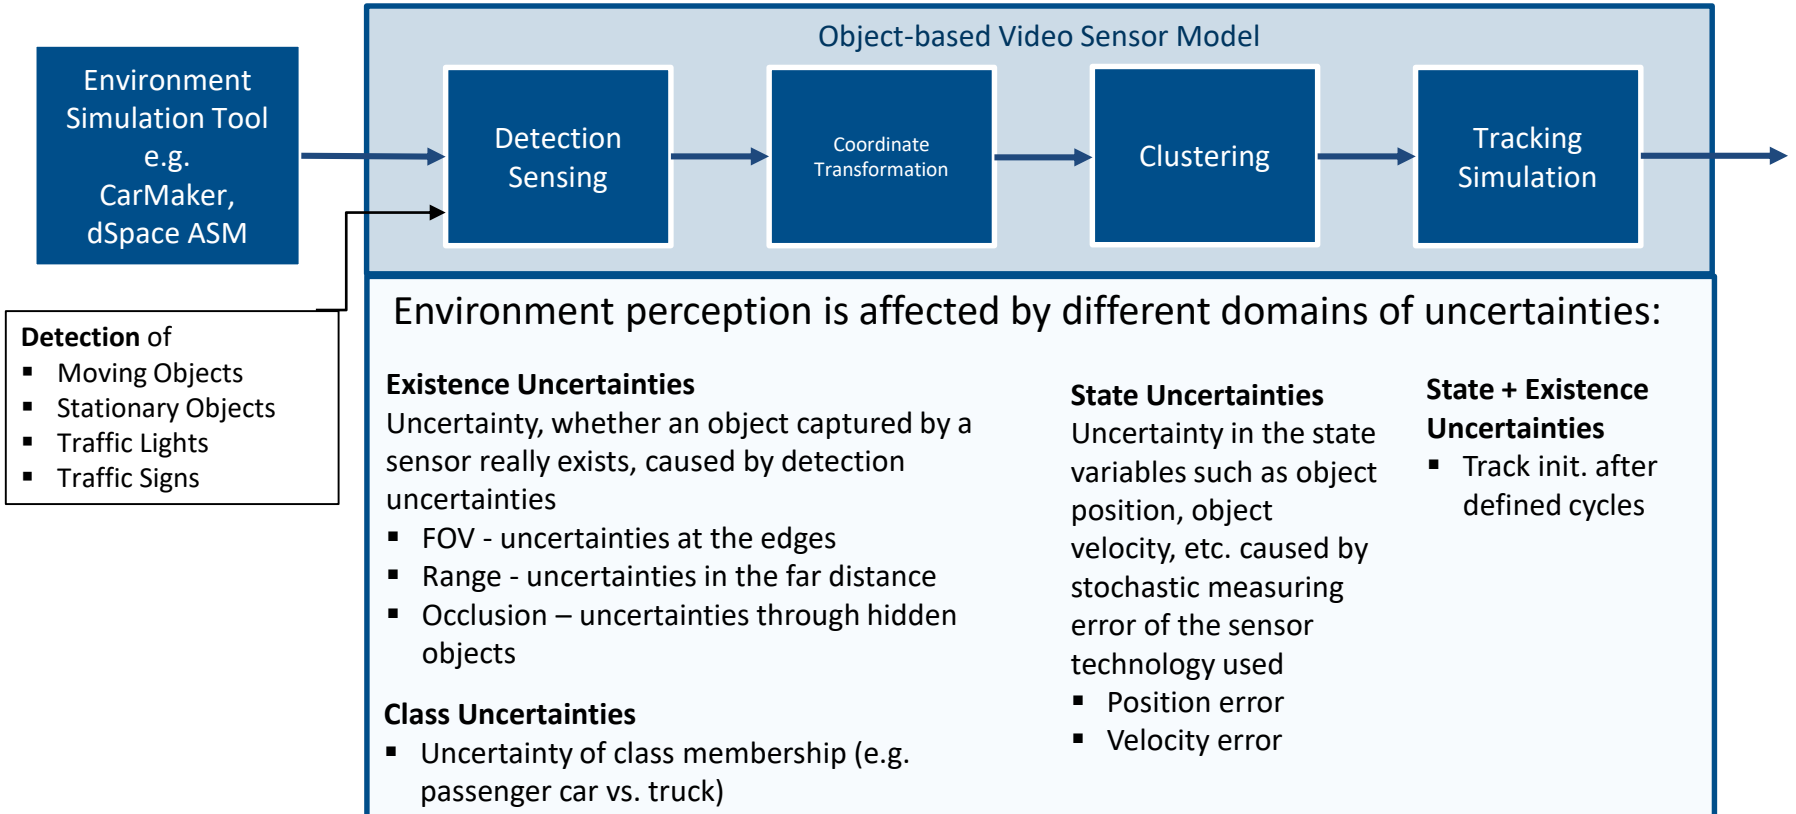 Object-based Video Sensor Model
Environment
Simulation Tool
e.g.
CarMaker,
dSpace ASM
Detection
Sensing
Coordinate
Transformation
Clustering
Tracking
Simulation
Detection of
▪ Moving Objects
▪ Stationary Objects
▪ Traffic Lights
▪ Traffic Signs
Environment perception is affected by different domains of uncertainties:
Existence Uncertainties
Uncertainty, whether an object captured by a
sensor really exists, caused by detection
uncertainties
▪ FOV - uncertainties at the edges
▪ Range - uncertainties in the far distance
▪ Occlusion – uncertainties through hidden
objects
Class Uncertainties
▪ Uncertainty of class membership (e.g.
passenger car vs. truck)
State Uncertainties
Uncertainty in the state
variables such as object
position, object
velocity, etc. caused by
stochastic measuring
error of the sensor
technology used
▪ Position error
▪ Velocity error
State + Existence
Uncertainties
▪ Track init. after
defined cycles